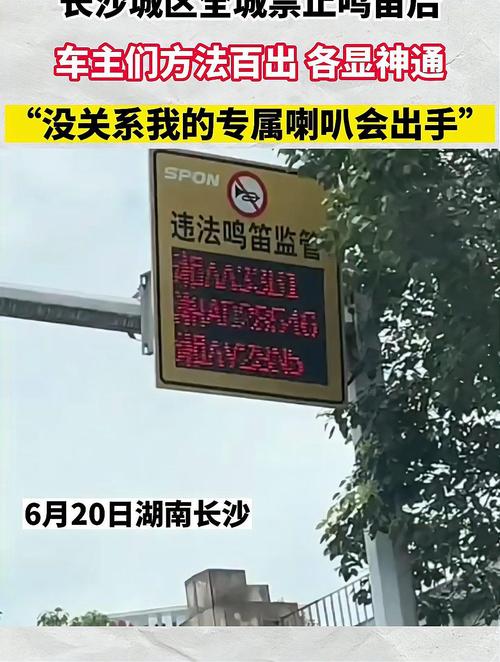 长沙城区全城禁止鸣笛后
车主们方法百出 各显神通
“没关系我的专属喇叭会出手”
SPON
违法鸣笛监管
6月20日湖南长沙